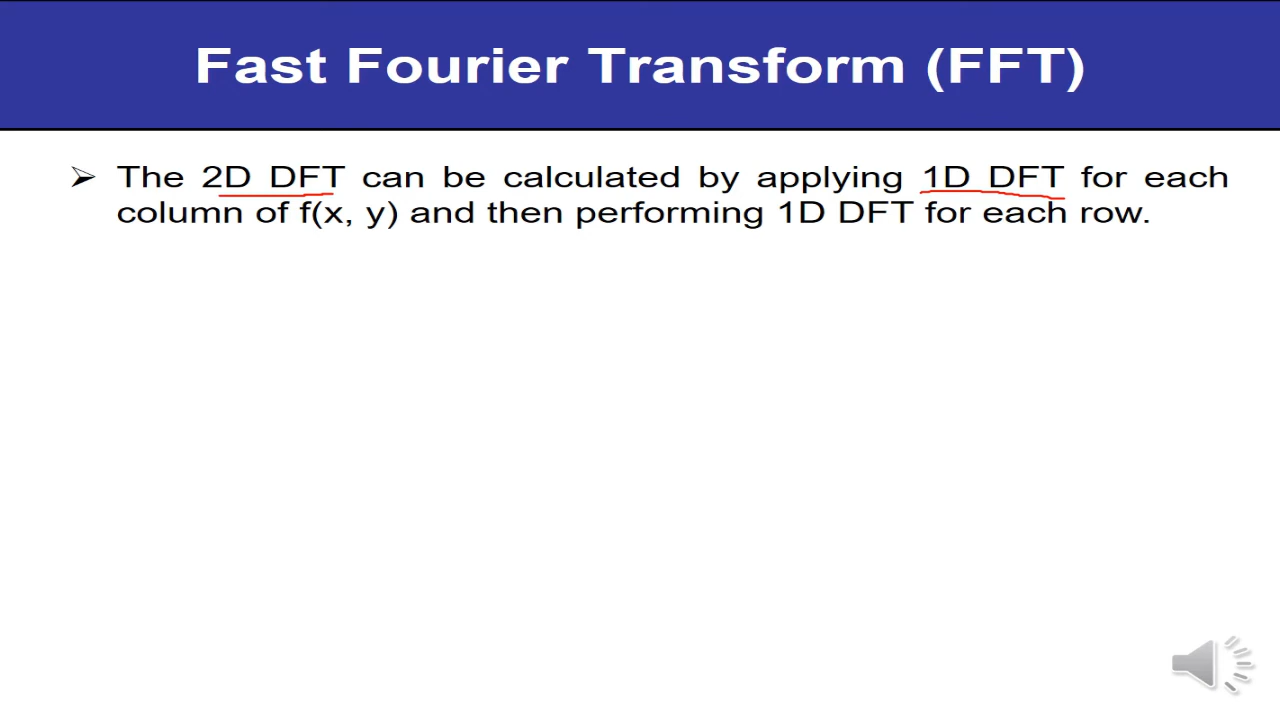 Fast Fourier Transform (FFT)
The 2D DFT can be calculated by applying 1D DFT for each
column of f(x, y) and then performing 1D DFT for each row.